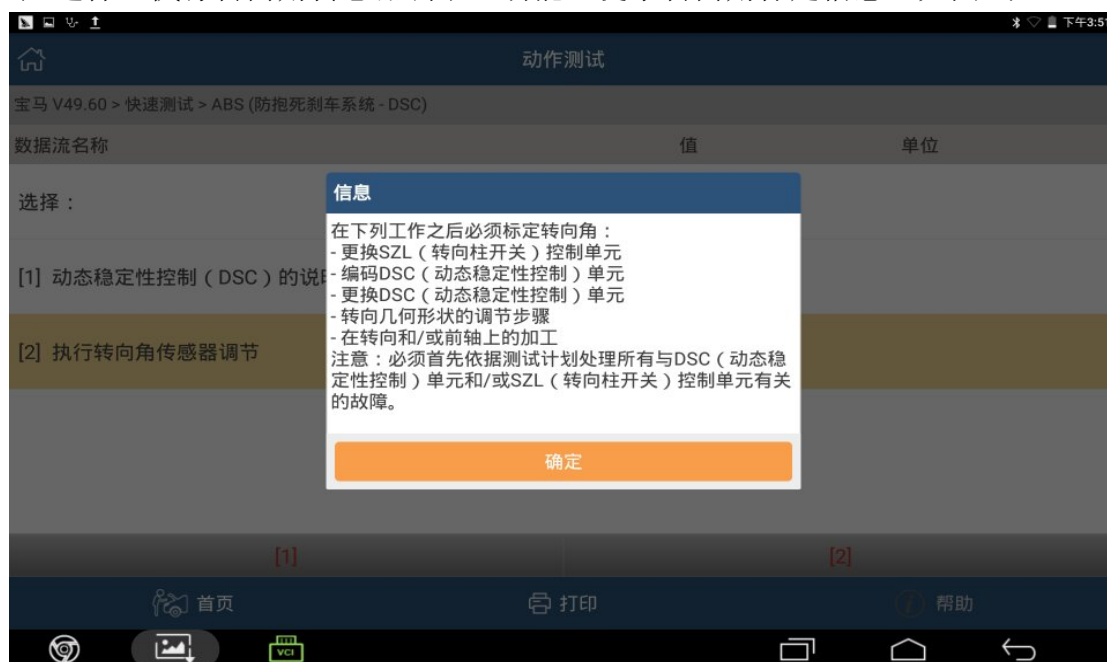 下午3:51
动作测试
宝马 V49.60 > 快速测试 > ABS (防抱死刹车系统 - DSC)
数据流名称 值 单位
选择：
[1] 动态稳定性控制（DSC）的说
[2] 执行转向角传感器调节
信息
在下列工作之后必须标定转向角：
- 更换SZL（转向柱开关）控制单元
- 编码DSC（动态稳定性控制）单元
- 更换DSC（动态稳定性控制）单元
- 转向几何形状的调节步骤
- 在转向和/或前轴上的加工
注意：必须首先依据测试计划处理所有与DSC（动态稳
定性控制）单元和/或SZL（转向柱开关）控制单元有关
的故障。
确定
[1] [2]
首页 打印 帮助
VCI